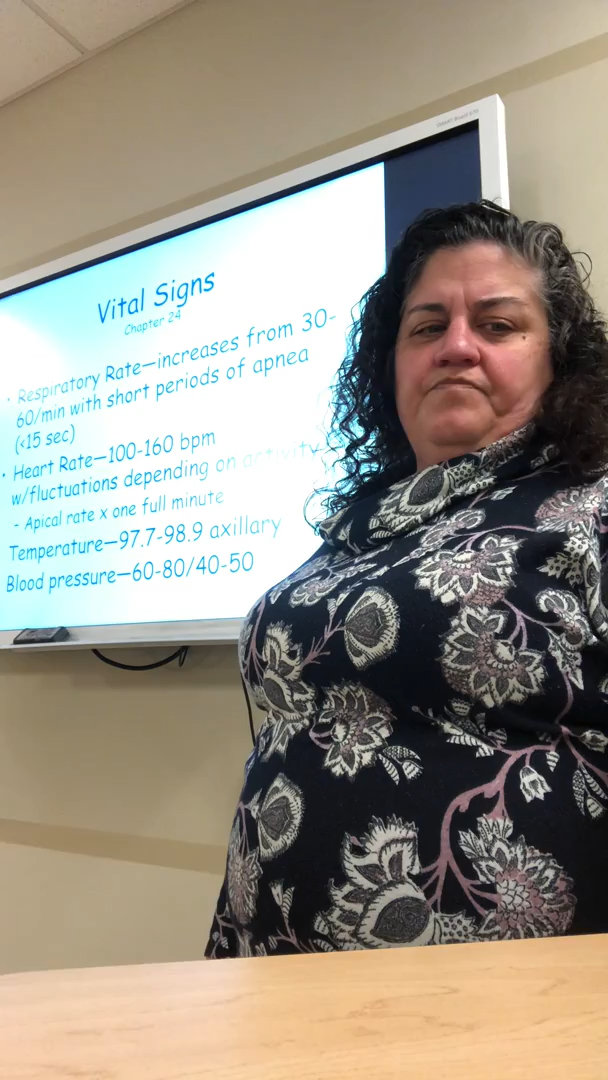 Vital Signs
Chapter 24
• Respiratory Rate—increases from 30-
60/min with short periods of apnea
(<15 sec)
• Heart Rate—100-160 bpm
w/fluctuations depending on activity
- Apical rate x one full minute
Temperature—97.7-98.9 axillary
Blood pressure—60-80/40-50